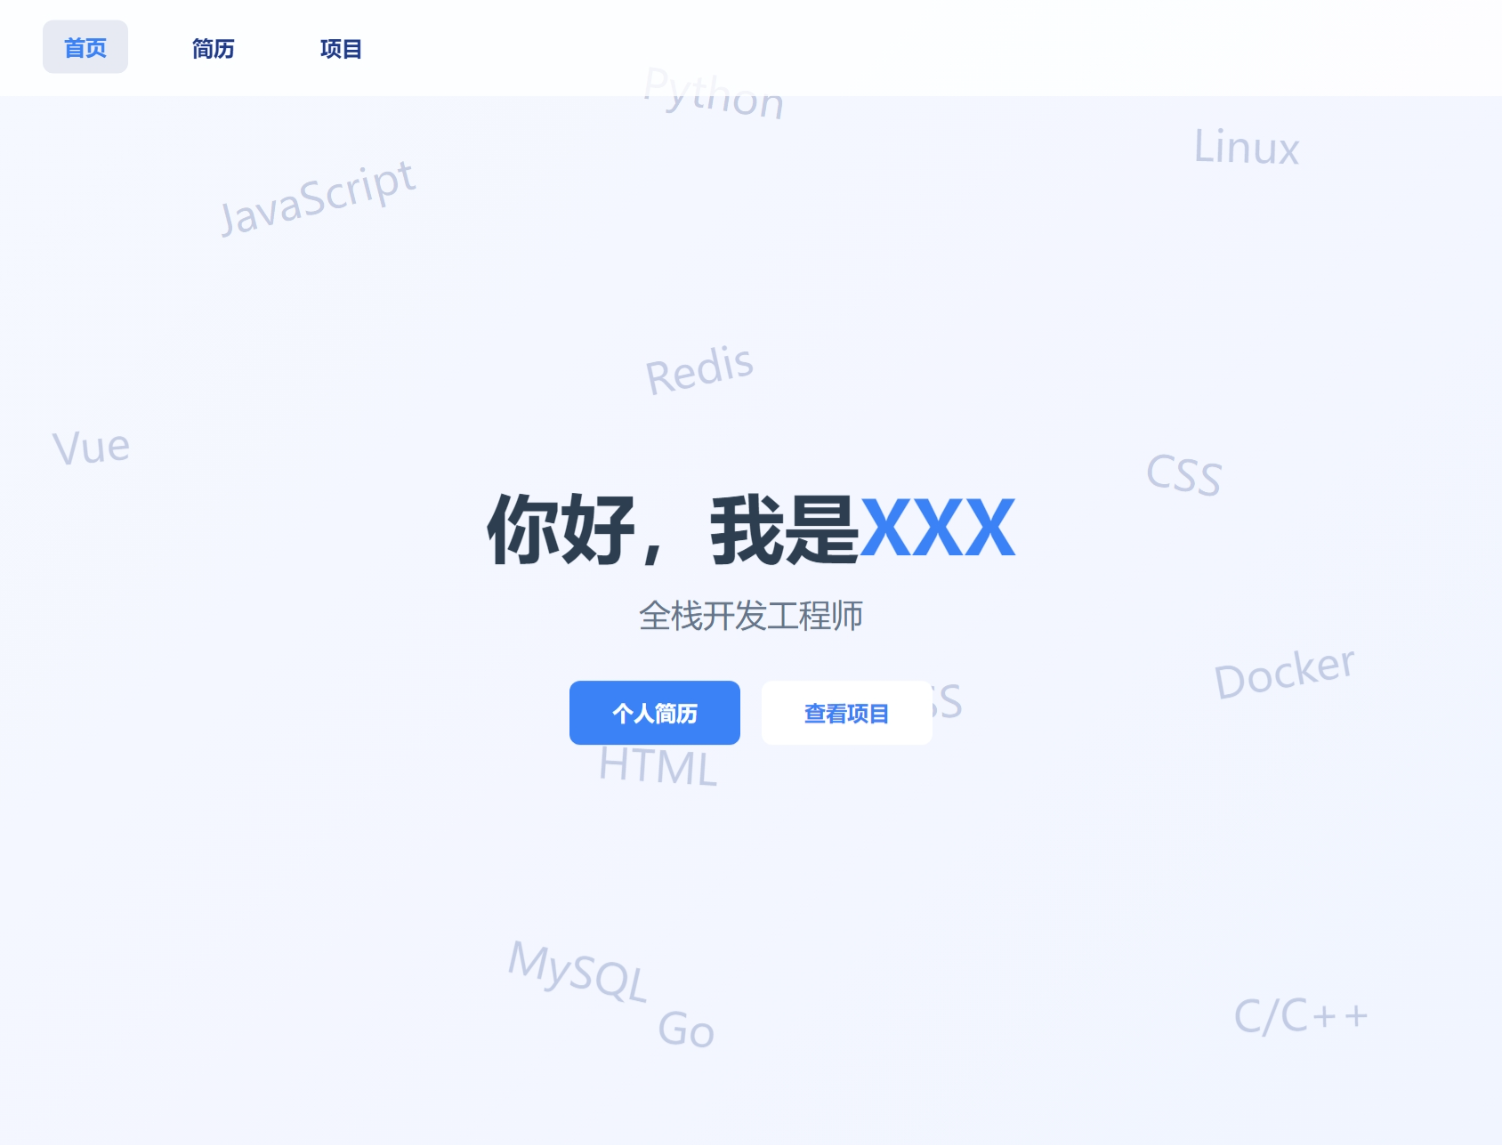 首页
简历
项目
Python
Linux
JavaScript
Redis
Vue
CSS
你好，我是XXX
全栈开发工程师
Docker
个人简历
查看项目
HTML
MySQL
Go
C/C++